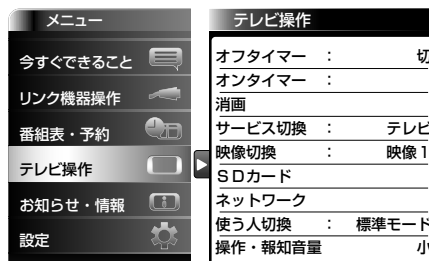 メニュー
今すぐできること
リンク機器操作
番組表・予約
テレビ操作
お知らせ・情報
設定
テレビ操作
オフタイマー : 切
オンタイマー :
消画
サービス切換 : テレビ
映像切換 : 映像1
SDカード
ネットワーク
使う人切換 : 標準モード
操作・報知音量 小